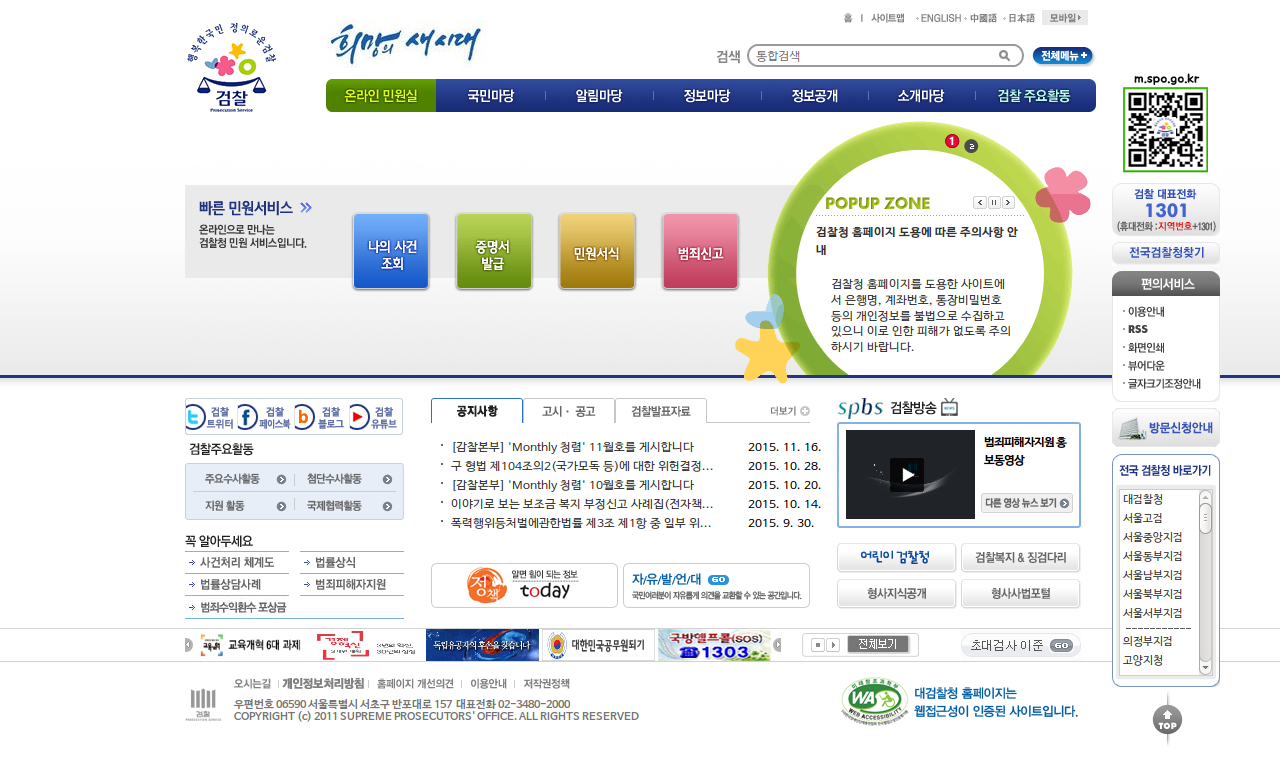 행복한국민 정의로운검찰
검찰
Prosecution Service
희망의 새시대
홈 | 사이트맵 · ENGLISH · 中國語 · 日本語 모바일
검색 통합검색 전체메뉴 +
온라인 민원실 국민마당 알림마당 정보마당 정보공개 소개마당 검찰 주요활동
m.spo.go.kr
검찰 대표전화
1301
(휴대전화 :지역번호+1301)
전국검찰청찾기
편의서비스
· 이용안내
· RSS
· 화면인쇄
· 뷰어다운
· 글자크기조정안내
방문신청안내
전국 검찰청 바로가기
대검찰청
서울고검
서울중앙지검
서울동부지검
서울남부지검
서울북부지검
서울서부지검
------------
의정부지검
고양지청
TOP
빠른 민원서비스
온라인으로 만나는
검찰청 민원 서비스입니다.
나의 사건
조회
증명서
발급
민원서식
범죄신고
1 2
POPUP ZONE
검찰청 홈페이지 도용에 따른 주의사항 안
내
검찰청 홈페이지를 도용한 사이트에
서 은행명, 계좌번호, 통장비밀번호
등의 개인정보를 불법으로 수집하고
있으니 이로 인한 피해가 없도록 주의
하시기 바랍니다.
검찰 트위터
검찰 페이스북
검찰 블로그
검찰 유튜브
검찰주요활동
주요수사활동 첨단수사활동
지원 활동 국제협력활동
꼭 알아두세요
사건처리 체계도 법률상식
법률상담사례 범죄피해자지원
범죄수익환수 포상금
공지사항 고시 · 공고 검찰발표자료 더보기
· [검찰본부] 'Monthly 청렴' 11월호를 게시합니다 2015. 11. 16.
· 구 형법 제104조의2(국가모독 등)에 대한 위헌결정... 2015. 10. 28.
· [검찰본부] 'Monthly 청렴' 10월호를 게시합니다 2015. 10. 20.
· 이야기로 보는 보조금 복지 부정신고 사례집(전자책... 2015. 10. 14.
· 폭력행위등처벌에관한법률 제3조 제1항 중 일부 위... 2015. 9. 30.
정책
알면 힘이 되는 정보
today
자/유/발/언/대 GO
국민여러분이 자유롭게 의견을 교환할 수 있는 공간입니다.
spbs 검찰방송
범죄피해자지원 홍
보동영상
다른 영상 뉴스 보기
어린이 검찰청 검찰복지 & 징검다리
형사지식공개 형사사법포털
교육개혁 6대 과제
독립유공자의 후손을 찾습니다
대한민국공무원되기
국방헬프콜(SOS)
☎1303
전체보기
초대검사 이준 GO
오시는길 개인정보처리방침 홈페이지 개선의견 이용안내 저작권정책
검찰
PROSECUTION SERVICE
우편번호 06590 서울특별시 서초구 반포대로 157 대표전화 02-3480-2000
COPYRIGHT (c) 2011 SUPREME PROSECUTORS' OFFICE. ALL RIGHTS RESERVED
WA
WEB ACCESSIBILITY
대검찰청 홈페이지는
웹접근성이 인증된 사이트입니다.